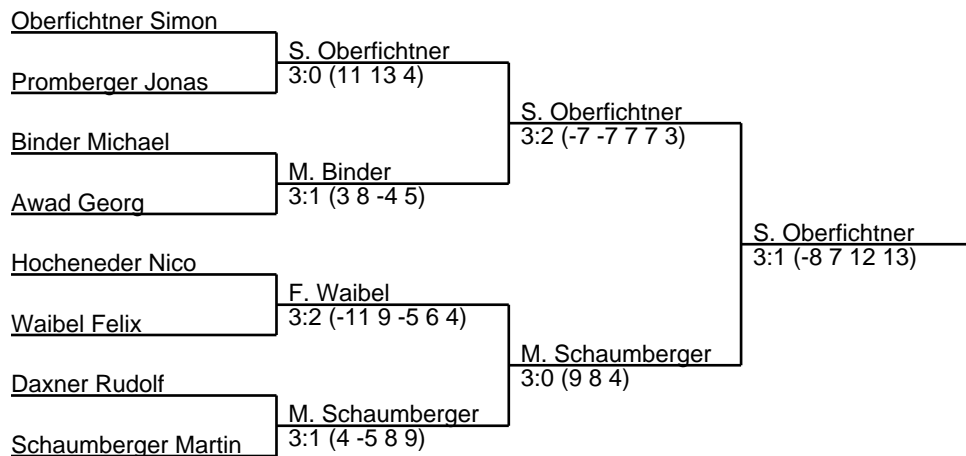 Oberfichtner Simon
S. Oberfichtner
3:0 (11 13 4)
Promberger Jonas
S. Oberfichtner
3:2 (-7 -7 7 7 3)
Binder Michael
M. Binder
3:1 (3 8 -4 5)
Awad Georg
S. Oberfichtner
3:1 (-8 7 12 13)
Hocheneder Nico
F. Waibel
3:2 (-11 9 -5 6 4)
Waibel Felix
M. Schaumberger
3:0 (9 8 4)
Daxner Rudolf
M. Schaumberger
3:1 (4 -5 8 9)
Schaumberger Martin